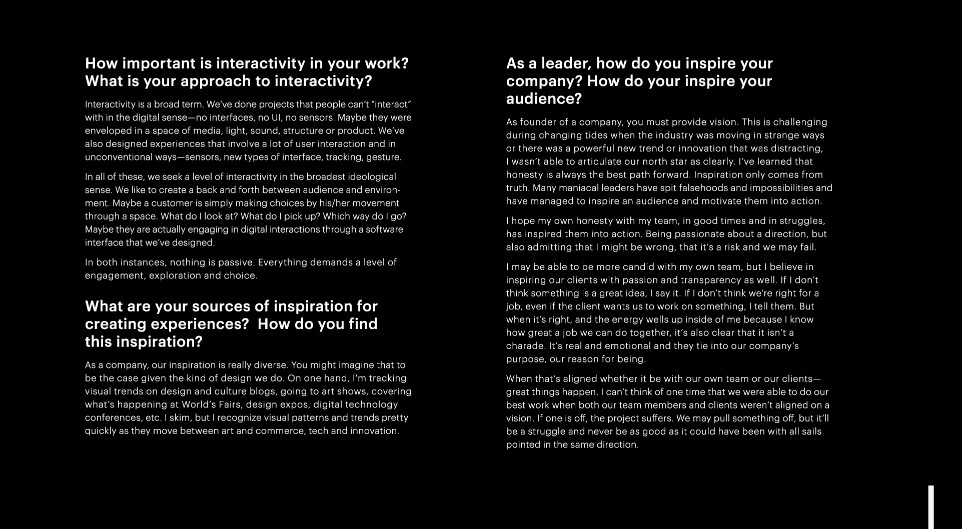 How important is interactivity in your work?
What is your approach to interactivity?
Interactivity is a broad term. We've done projects that people can't "interact"
with in the digital sense—no interfaces, no UI, no sensors. Maybe they were
enveloped in a space of media, light, sound, structure or product. We've
also designed experiences that involve a lot of user interaction and in
unconventional ways—sensors, new types of interface, tracking, gesture.
In all of these, we seek a level of interactivity in the broadest ideological
sense. We like to create a back and forth between audience and environ-
ment. Maybe a customer is simply making choices by his/her movement
through a space. What do I look at? What do I pick up? Which way do I go?
Maybe they are actually engaging in digital interactions through a software
interface that we've designed.
In both instances, nothing is passive. Everything demands a level of
engagement, exploration and choice.
What are your sources of inspiration for
creating experiences? How do you find
this inspiration?
As a company, our inspiration is really diverse. You might imagine that to
be the case given the kind of design we do. On one hand, I'm tracking
visual trends on design and culture blogs, going to art shows, covering
what's happening at World's Fairs, design expos, digital technology
conferences, etc. I skim, but I recognize visual patterns and trends pretty
quickly as they move between art and commerce, tech and innovation.
As a leader, how do you inspire your
company? How do your inspire your
audience?
As founder of a company, you must provide vision. This is challenging
during changing tides when the industry was moving in strange ways
or there was a powerful new trend or innovation that was distracting,
I wasn't able to articulate our north star as clearly. I've learned that
honesty is always the best path forward. Inspiration only comes from
truth. Many maniacal leaders have spit falsehoods and impossibilities and
have managed to inspire an audience and motivate them into action.
I hope my own honesty with my team, in good times and in struggles,
has inspired them into action. Being passionate about a direction, but
also admitting that I might be wrong, that it's a risk and we may fail.
I may be able to be more candid with my own team, but I believe in
inspiring our clients with passion and transparency as well. If I don't
think something is a great idea, I say it. If I don't think we're right for a
job, even if the client wants us to work on something, I tell them. But
when it's right, and the energy wells up inside of me because I know
how great a job we can do together, it's also clear that it isn't a
charade. It's real and emotional and they tie into our company's
purpose, our reason for being.
When that's aligned whether it be with our own team or our clients—
great things happen. I can't think of one time that we were able to do our
best work when both our team members and clients weren't aligned on a
vision. If one is off, the project suffers. We may pull something off, but it'll
be a struggle and never be as good as it could have been with all sails
pointed in the same direction.